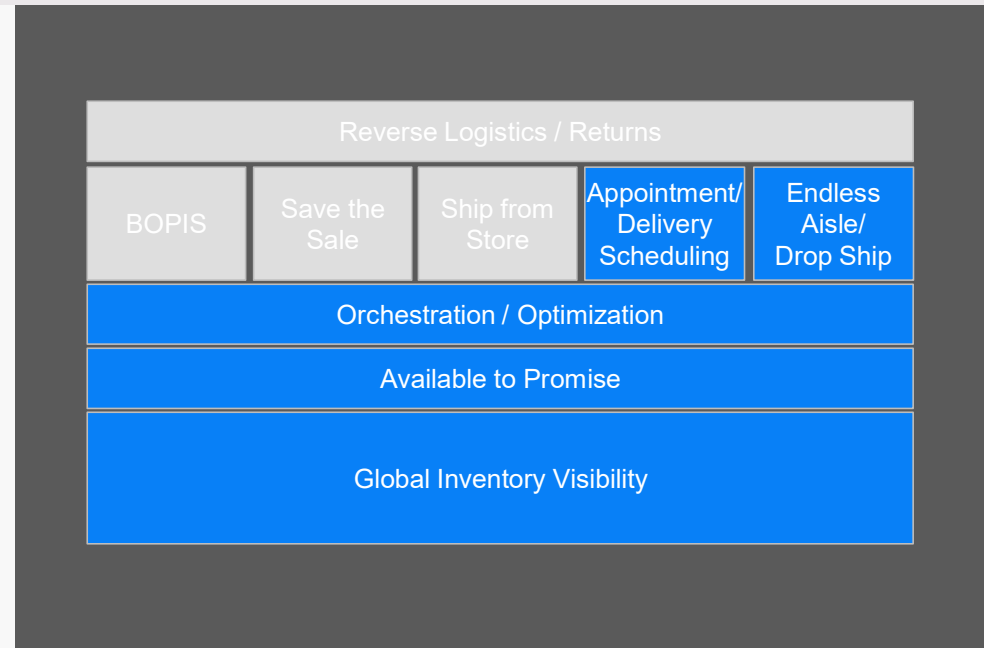 Reverse Logistics / Returns
BOPIS
Save the
Sale
Ship from
Store
Appointment/
Delivery
Scheduling
Endless
Aisle/
Drop Ship
Orchestration / Optimization
Available to Promise
Global Inventory Visibility